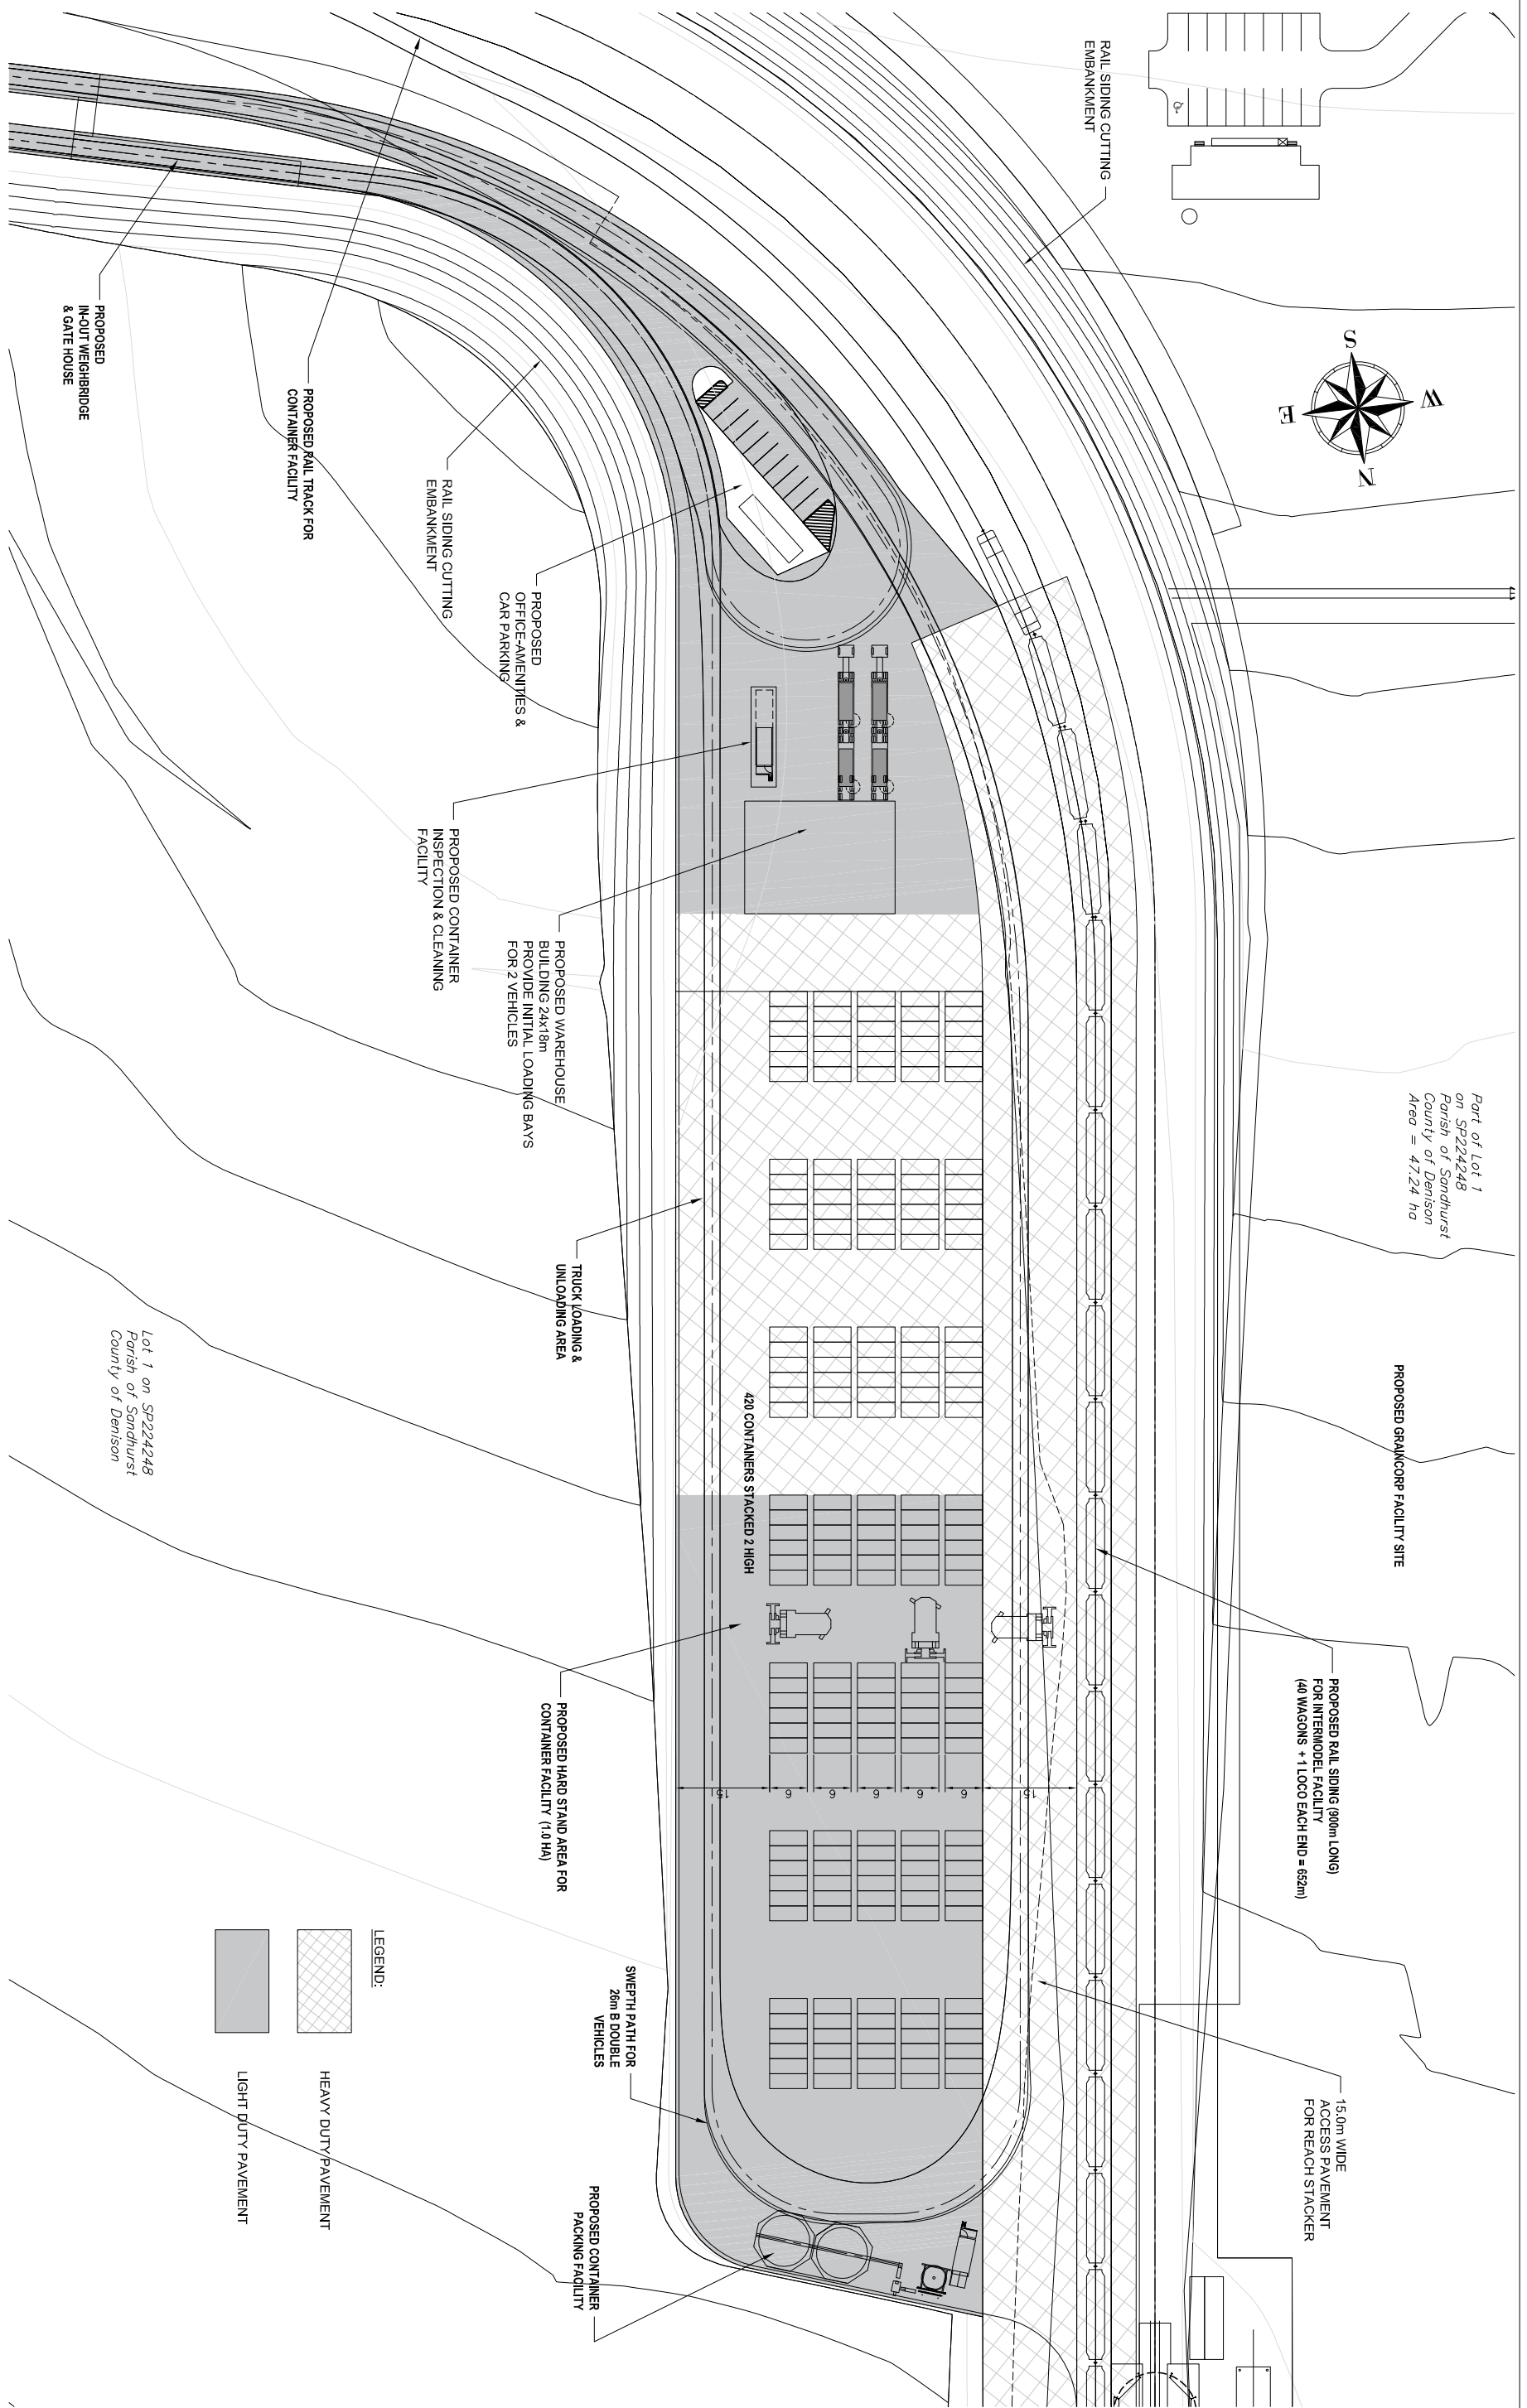 RAIL SIDING CUTTING
EMBANKMENT
S
W
E
N
PROPOSED
IN-OUT WEIGHBRIDGE
& GATE HOUSE
PROPOSED RAIL TRACK FOR
CONTAINER FACILITY
RAIL SIDING CUTTING
EMBANKMENT
PROPOSED
OFFICE-AMENITIES &
CAR PARKING
PROPOSED CONTAINER
INSPECTION & CLEANING
FACILITY
PROPOSED WAREHOUSE
BUILDING 24x18m
PROVIDE INITIAL LOADING BAYS
FOR 2 VEHICLES
Part of Lot 1
on SP224248
Parish of Sandhurst
County of Denison
Area = 47.24 ha
TRUCK LOADING &
UNLOADING AREA
Lot 1 on SP224248
Parish of Sandhurst
County of Denison
PROPOSED GRAINCORP FACILITY SITE
420 CONTAINERS STACKED 2 HIGH
PROPOSED RAIL SIDING (900m LONG)
FOR INTERMODEL FACILITY
(40 WAGONS + 1 LOCO EACH END = 652m)
PROPOSED HARD STAND AREA FOR
CONTAINER FACILITY (1.0 HA)
15
6
6
6
6
6
15
15.0m WIDE
ACCESS PAVEMENT
FOR REACH STACKER
SWEPTH PATH FOR
26m B DOUBLE
VEHICLES
PROPOSED CONTAINER
PACKING FACILITY
LEGEND:
HEAVY DUTY PAVEMENT
LIGHT DUTY PAVEMENT